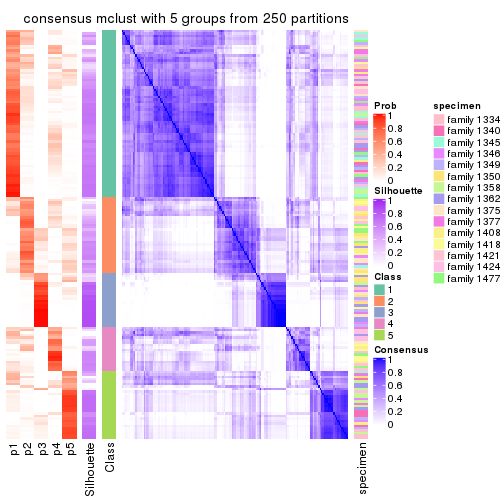 consensus mclust with 5 groups from 250 partitions
Prob
1
0.8
0.6
0.4
0.2
0
Silhouette
1
0.8
0.6
0.4
0.2
0
Class
1
2
3
4
5
Consensus
1
0.8
0.6
0.4
0.2
0
specimen
family 1334
family 1340
family 1345
family 1346
family 1349
family 1350
family 1358
family 1362
family 1375
family 1377
family 1408
family 1418
family 1421
family 1424
family 1477
p1
p2
p3
p4
p5
Silhouette
Class
specimen